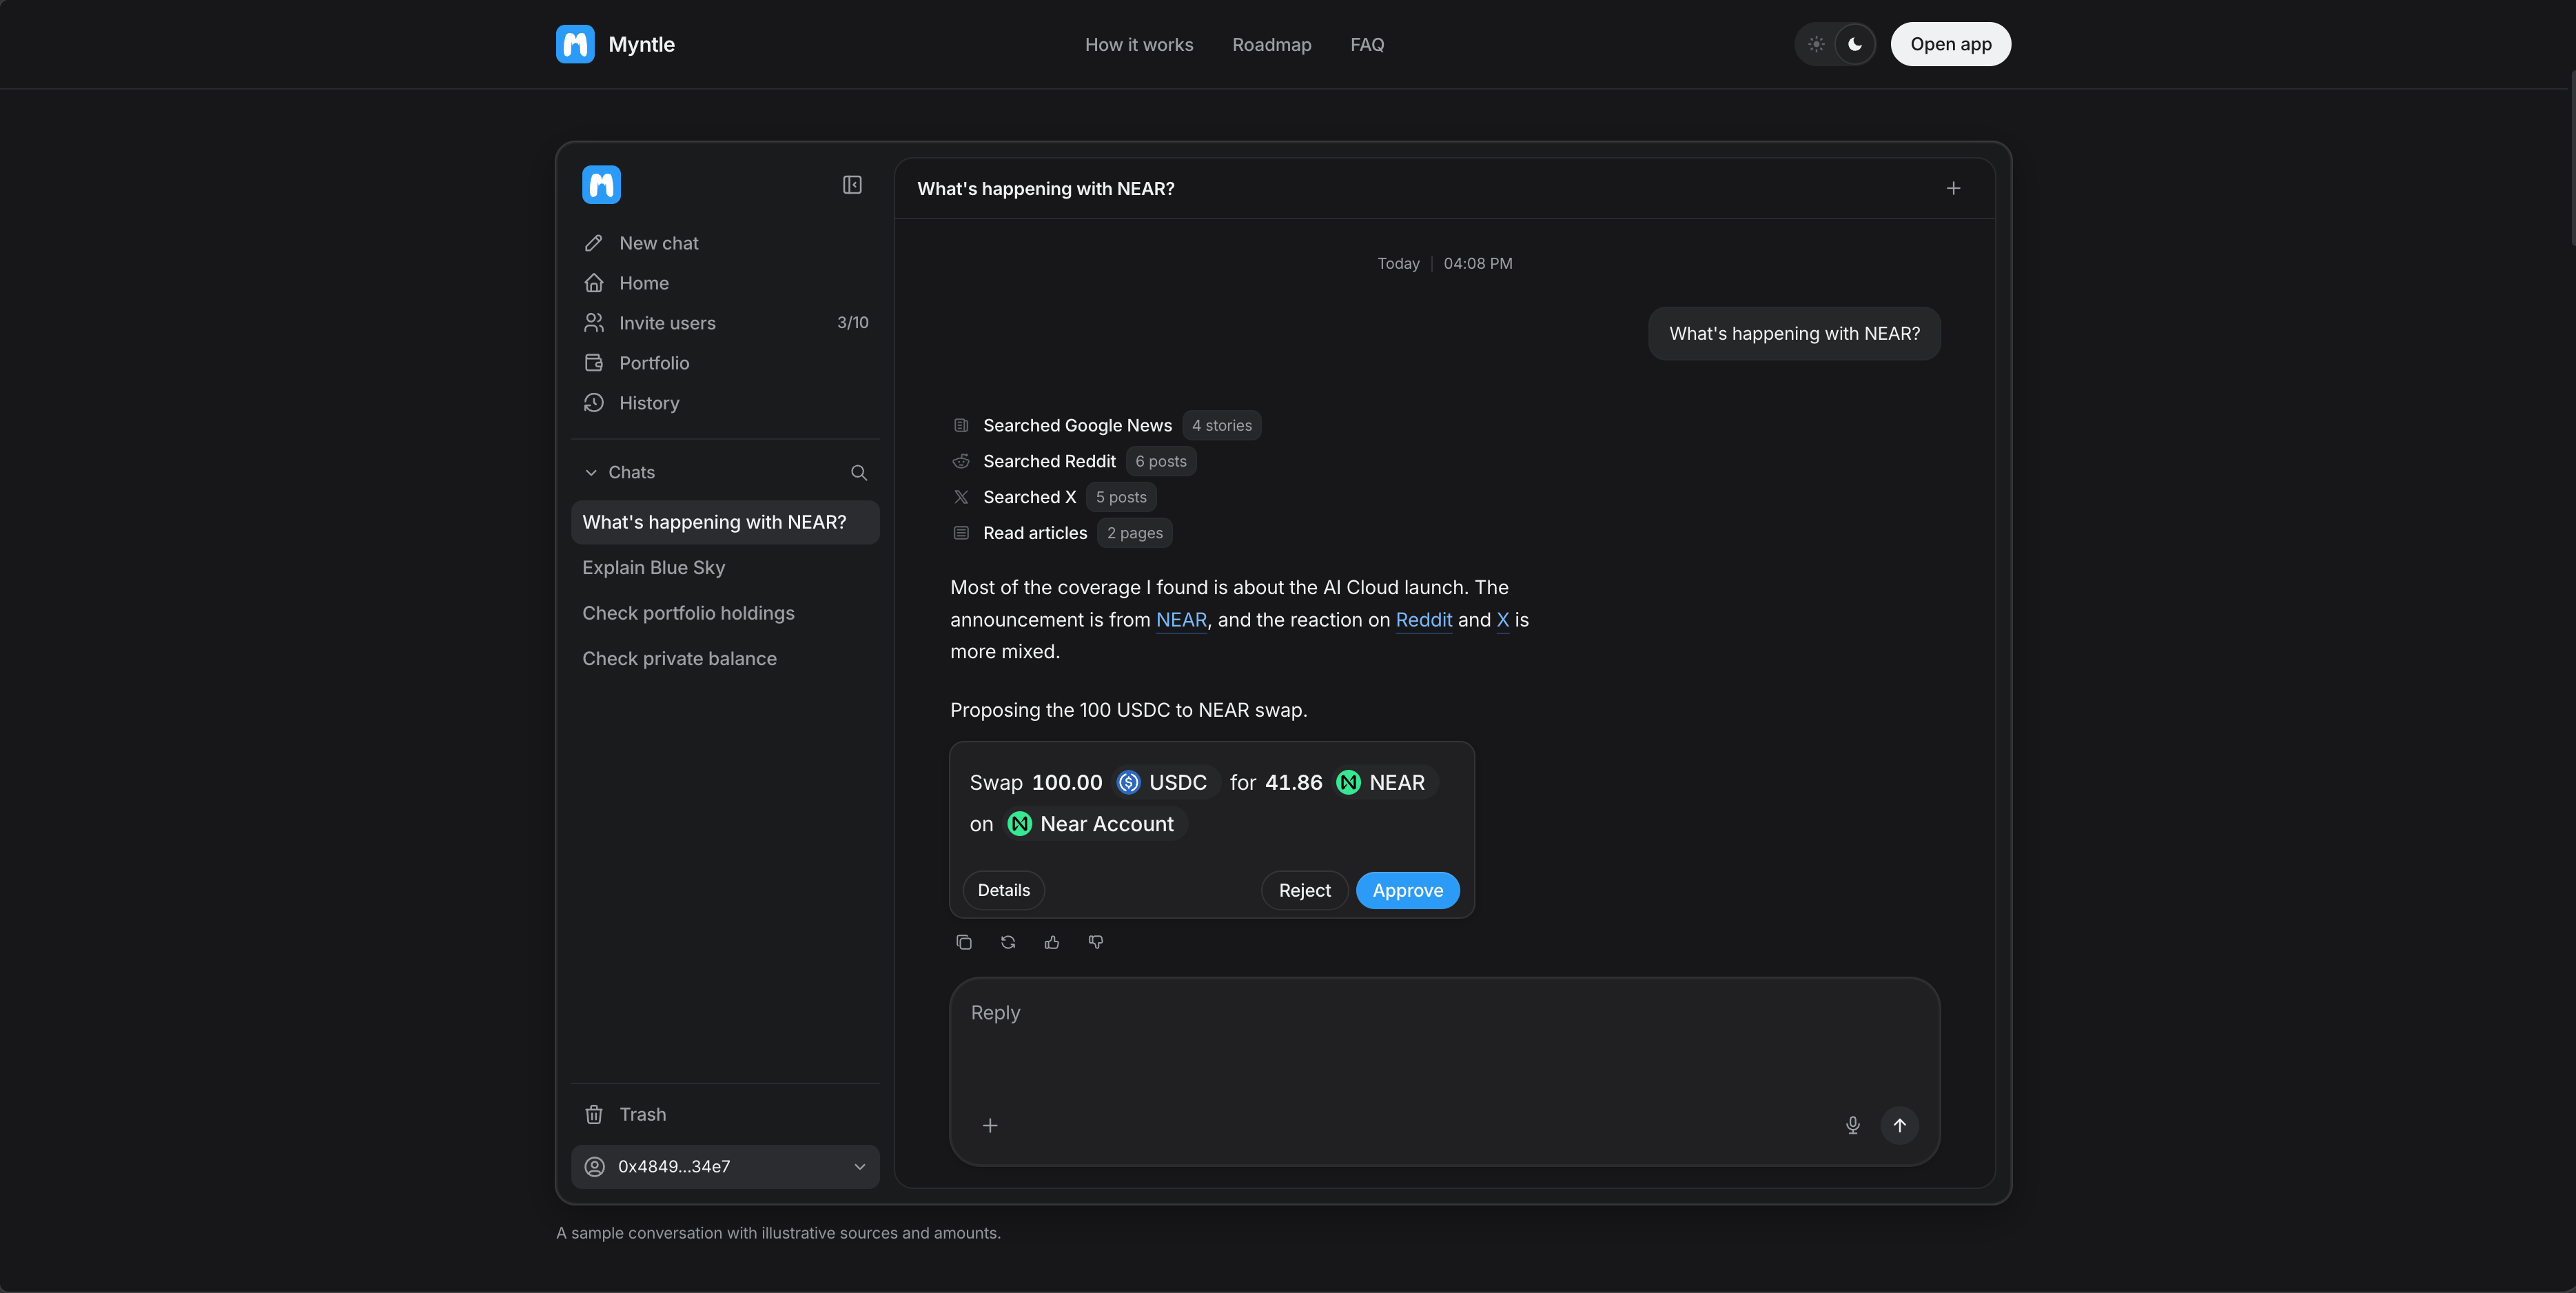 Myntle
How it works
Roadmap
FAQ
Open app
New chat
Home
Invite users 3/10
Portfolio
History
Chats
What's happening with NEAR?
Explain Blue Sky
Check portfolio holdings
Check private balance
Trash
0x4849...34e7
What's happening with NEAR?
Today | 04:08 PM
What's happening with NEAR?
Searched Google News 4 stories
Searched Reddit 6 posts
Searched X 5 posts
Read articles 2 pages
Most of the coverage I found is about the AI Cloud launch. The
announcement is from NEAR, and the reaction on Reddit and X is
more mixed.
Proposing the 100 USDC to NEAR swap.
Swap 100.00 USDC for 41.86 NEAR
on Near Account
Details
Reject
Approve
Reply
A sample conversation with illustrative sources and amounts.